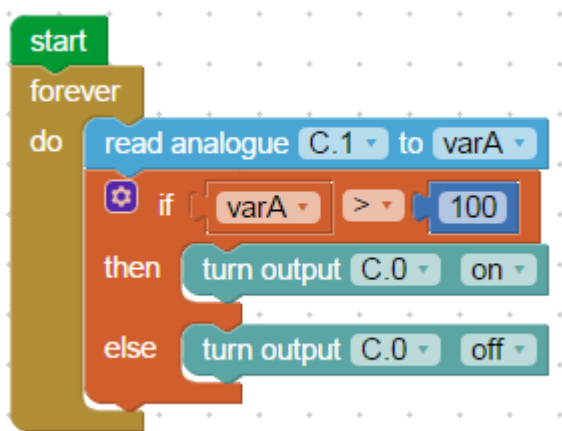 start
forever
do read analogue C.1 to varA
if varA > 100
then turn output C.0 on
else turn output C.0 off